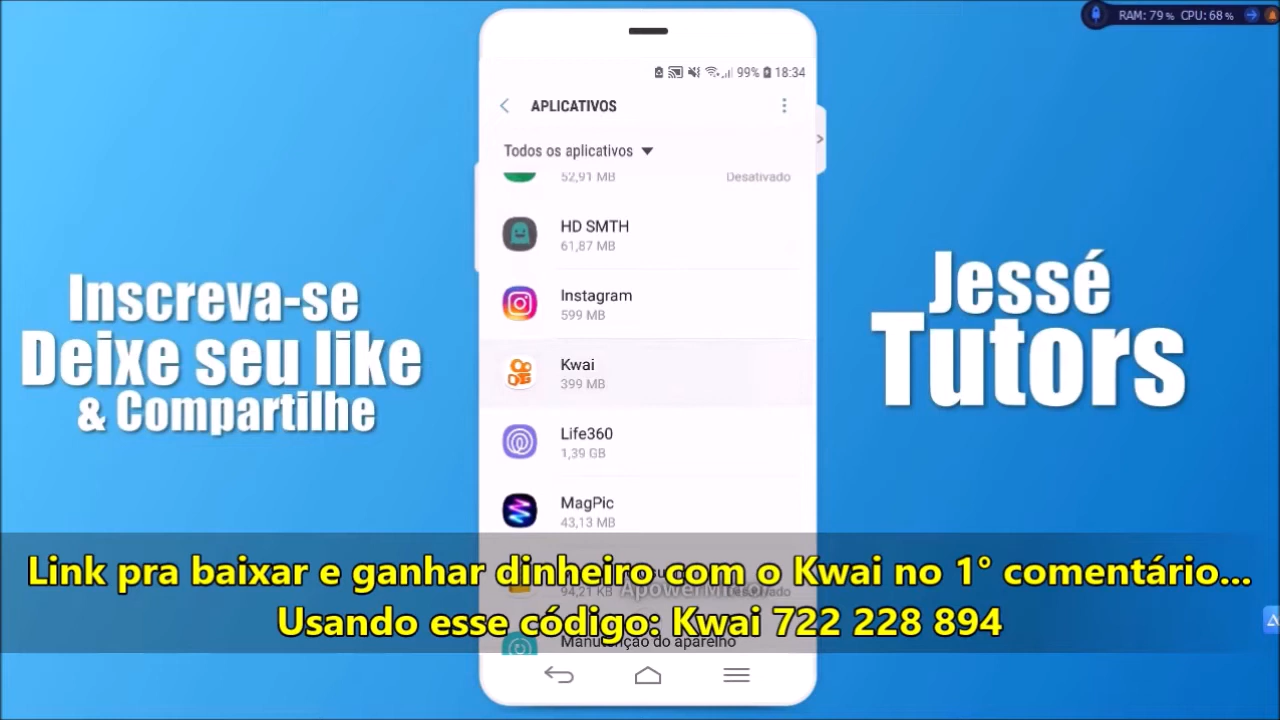 RAM: 79% CPU: 68%
99% 18:34
APLICATIVOS
Todos os aplicativos
52,91 MB Desativado
HD SMTH
61,87 MB
Instagram
599 MB
Inscreva-se
Deixe seu like
& Compartilhe
Jessé
Tutors
Kwai
399 MB
Life360
1,39 GB
MagPic
43,13 MB
Link pra baixar e ganhar dinheiro com o Kwai no 1° comentário...
94,21 KB
Usando esse código: Kwai 722 228 894
Manutenção do aparelho